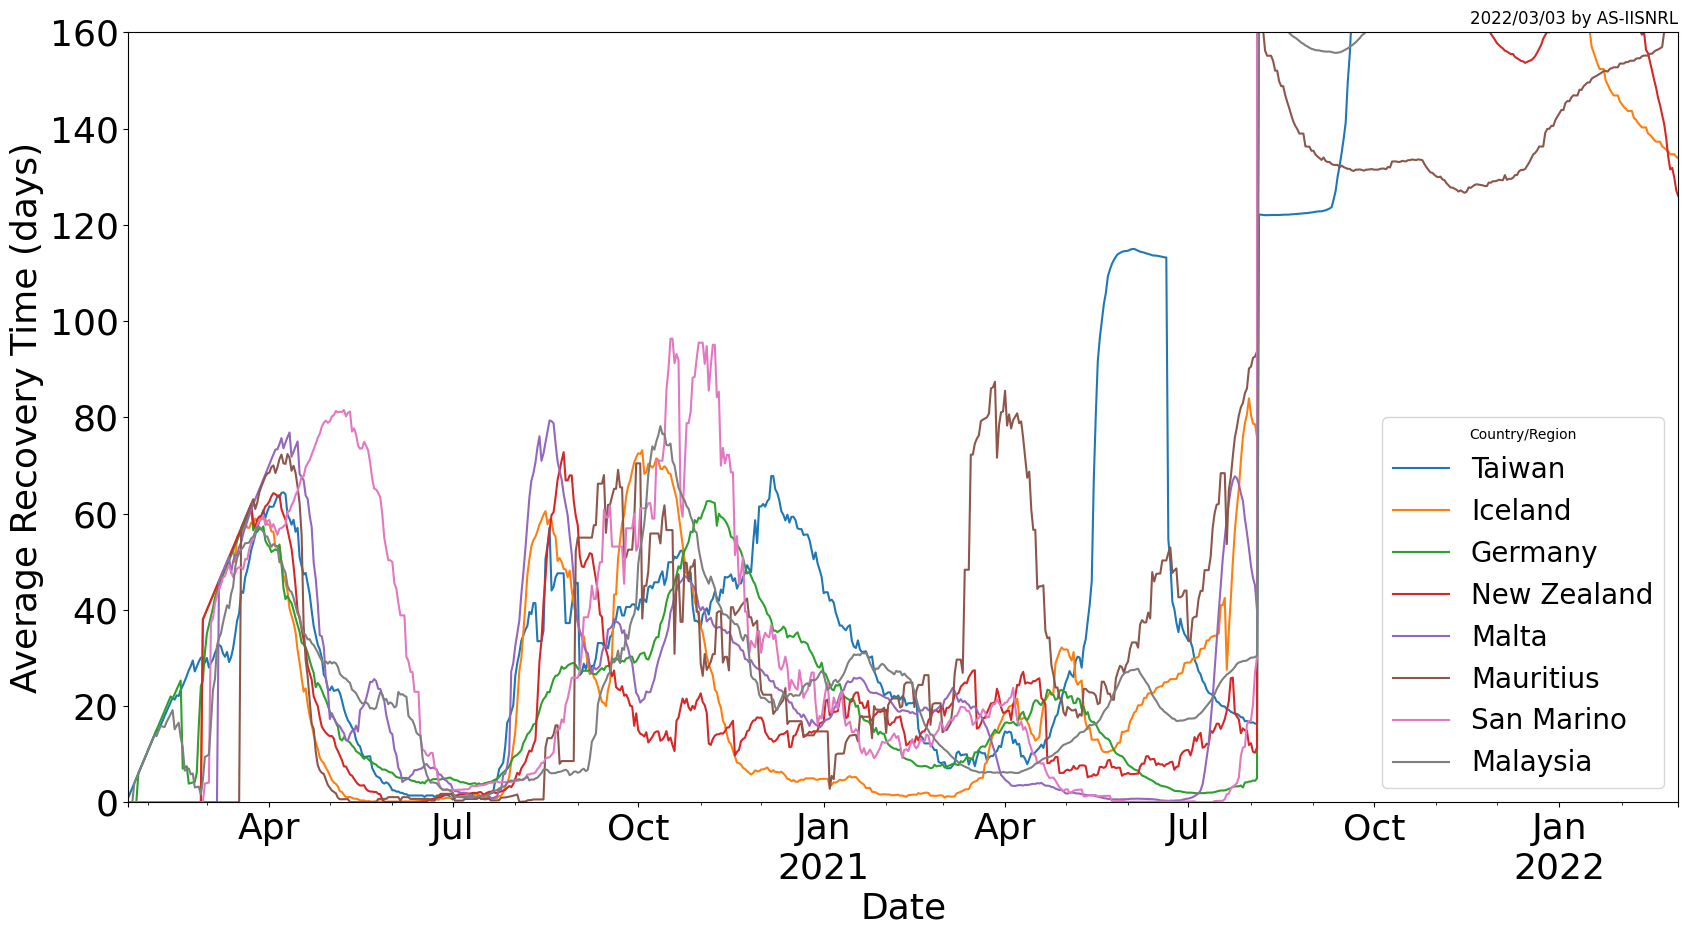 2022/03/03 by AS-IISNRL
160
140
120
100
80
60
40
20
0
Average Recovery Time (days)
Country/Region
Taiwan
Iceland
Germany
New Zealand
Malta
Mauritius
San Marino
Malaysia
Apr Jul Oct Jan Apr Jul Oct Jan
2021 2022
Date